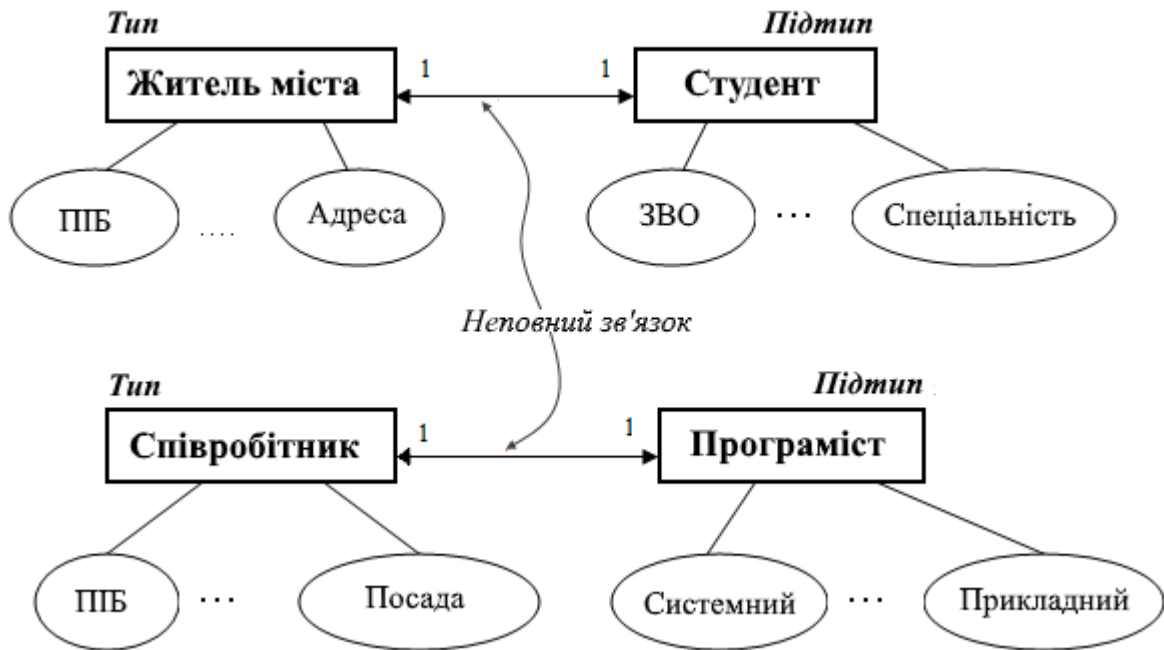 Тип
Підтип
Житель міста
1
1
Студент
ПІБ
....
Адреса
ЗВО
...
Спеціальність
Неповний зв'язок
Тип
Підтип
Співробітник
1
1
Програміст
ПІБ
...
Посада
Системний
...
Прикладний